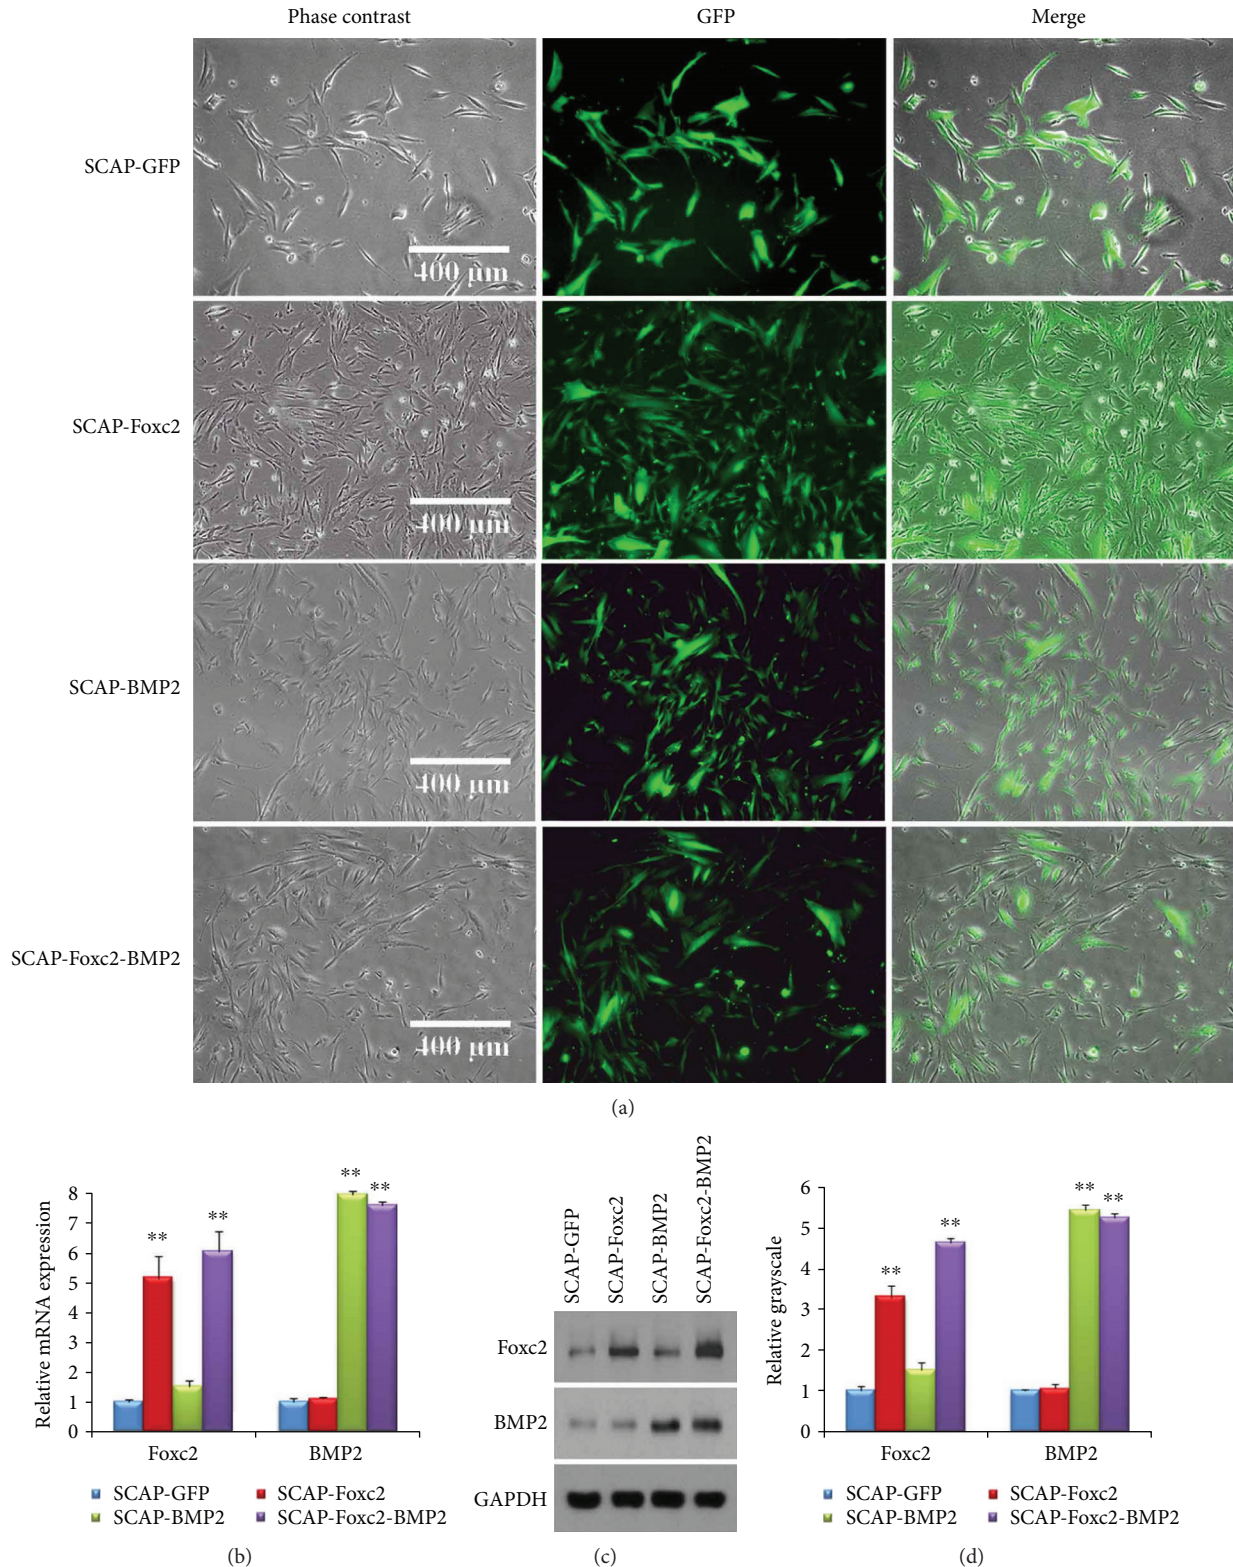 Phase contrast GFP Merge
SCAP-GFP
400 μm
SCAP-Foxc2
400 μm
SCAP-BMP2
400 μm
SCAP-Foxc2-BMP2
400 μm
(a)
Relative mRNA expression
8
7
6
5
4
3
2
1
0
** ** ** **
Foxc2 BMP2
SCAP-GFP SCAP-Foxc2
SCAP-BMP2 SCAP-Foxc2-BMP2
(b)
SCAP-GFP
SCAP-Foxc2
SCAP-BMP2
SCAP-Foxc2-BMP2
Foxc2
BMP2
GAPDH
(c)
Relative grayscale
6
5
4
3
2
1
0
** ** ** **
Foxc2 BMP2
SCAP-GFP SCAP-Foxc2
SCAP-BMP2 SCAP-Foxc2-BMP2
(d)